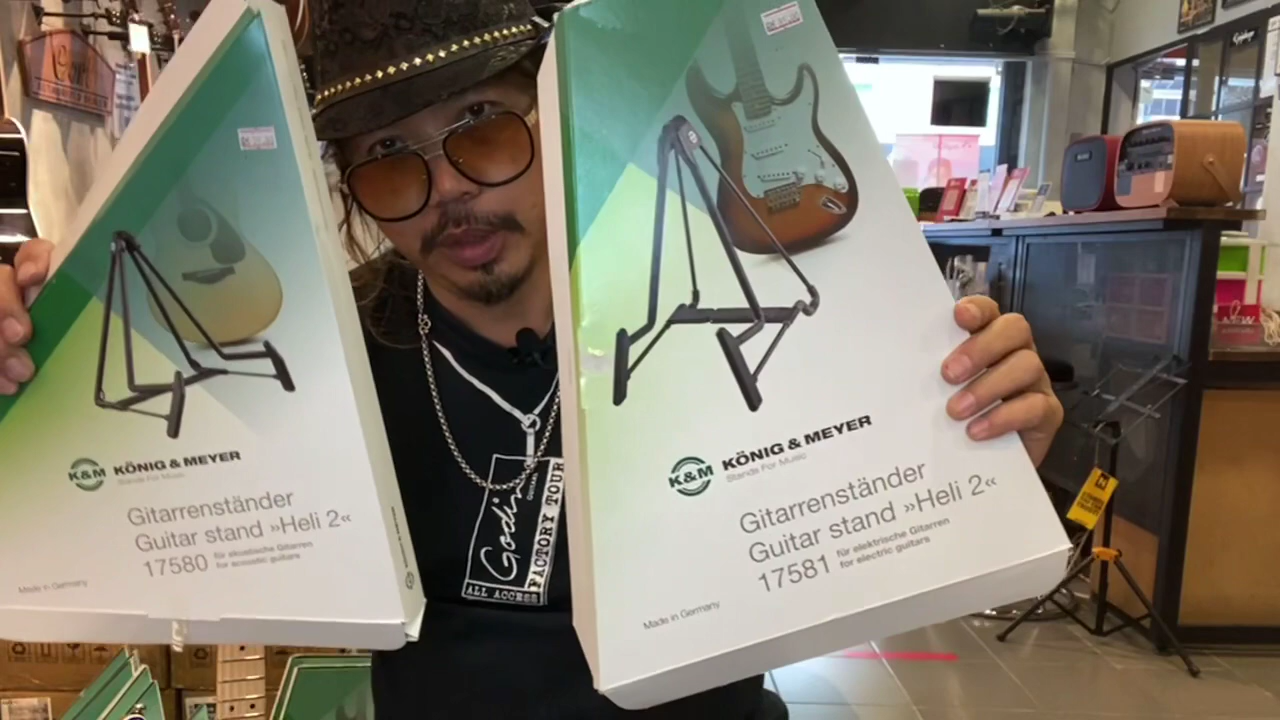 K&M KÖNIG & MEYER
Stands For Music
Gitarrenständer
Guitar stand »Heli 2«
17580 für akustische Gitarren
for acoustic guitars
Made in Germany
K&M KÖNIG & MEYER
Stands For Music
Gitarrenständer
Guitar stand »Heli 2«
17581 für elektrische Gitarren
for electric guitars
Made in Germany
Godin
GUITARS
FACTORY TOUR
ALL ACCESS
Epiphone
NEW